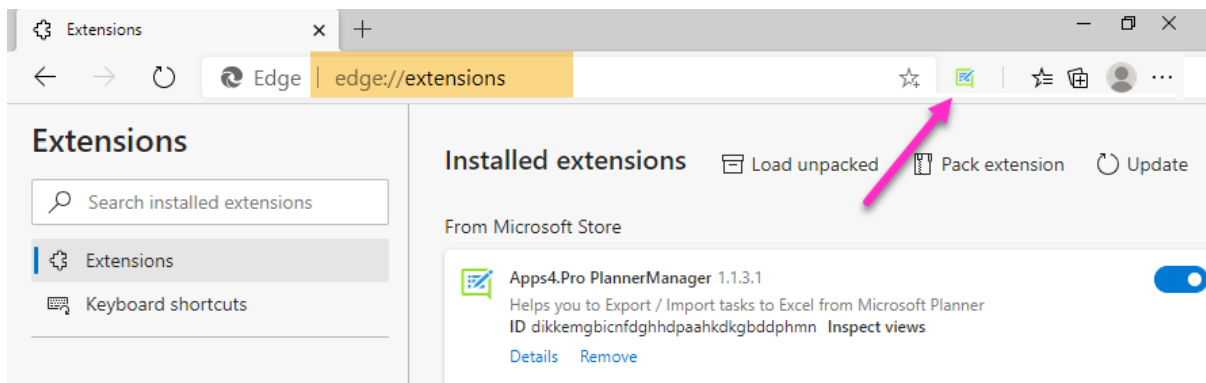 Extensions
Edge | edge://extensions
Extensions
Search installed extensions
Extensions
Keyboard shortcuts
Installed extensions
Load unpacked
Pack extension
Update
From Microsoft Store
Apps4.Pro PlannerManager 1.1.3.1
Helps you to Export / Import tasks to Excel from Microsoft Planner
ID dikkemgbicnfdghhdpaahkdkgbddphmn Inspect views
Details Remove